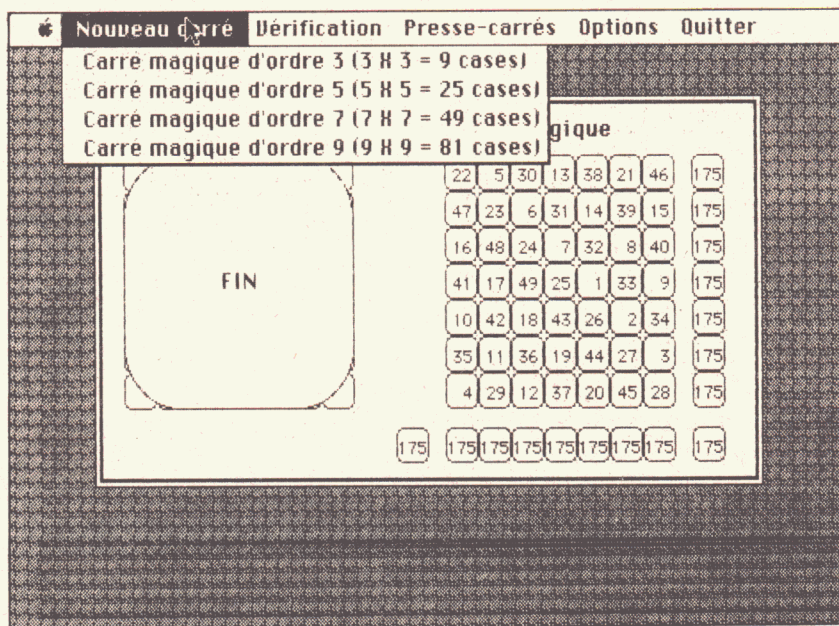 Nouveau carré Vérification Presse-carrés Options Quitter
Carré magique d'ordre 3 (3 X 3 = 9 cases)
Carré magique d'ordre 5 (5 X 5 = 25 cases)
Carré magique d'ordre 7 (7 X 7 = 49 cases)
Carré magique d'ordre 9 (9 X 9 = 81 cases)
gique
22 5 30 13 38 21 46 175
47 23 6 31 14 39 15 175
16 48 24 7 32 8 40 175
FIN
41 17 49 25 1 33 9 175
10 42 18 43 26 2 34 175
35 11 36 19 44 27 3 175
4 29 12 37 20 45 28 175
175 175 175 175 175 175 175 175 175